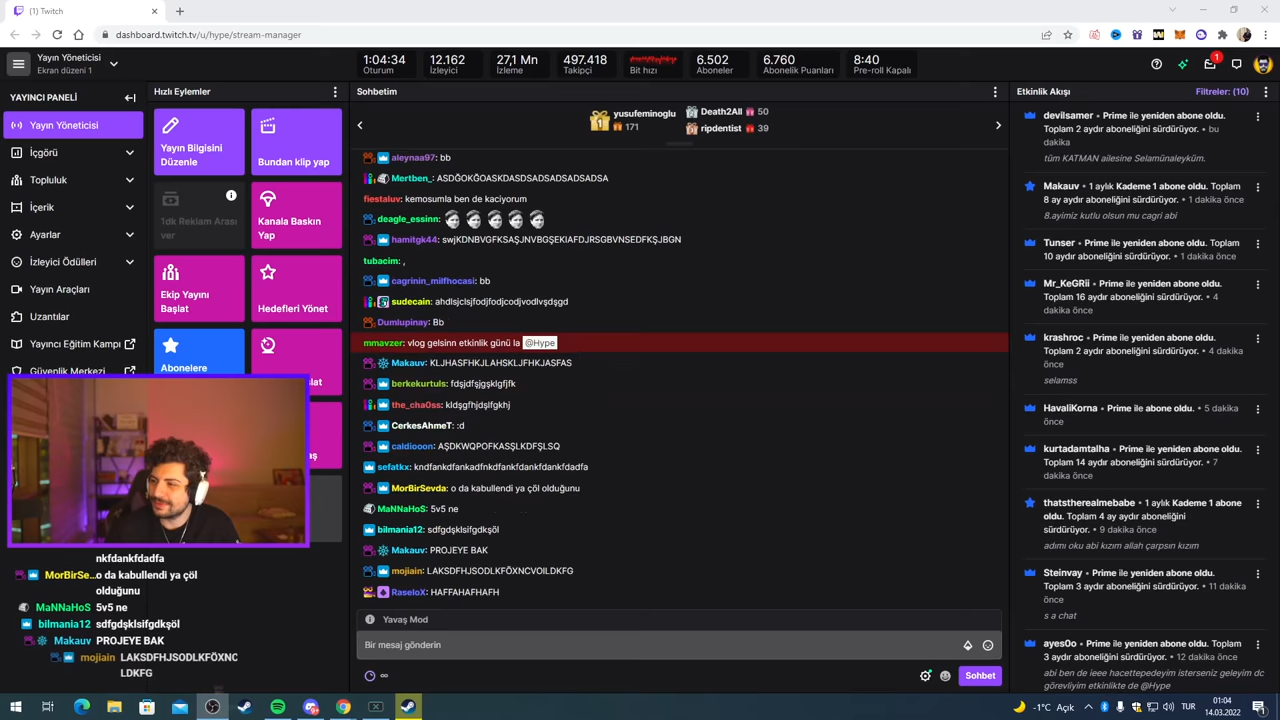 (1) Twitch
dashboard.twitch.tv/u/hype/stream-manager
Yayın Yöneticisi
Ekran düzeni 1
1:04:34
Oturum
12.162
İzleyici
27,1 Mn
İzleme
497.418
Takipçi
Bit hızı
6.502
Aboneler
6.760
Abonelik Puanları
8:40
Pre-roll Kapalı
1
YAYINCI PANELİ
Yayın Yöneticisi
İçgörü
Topluluk
İçerik
Ayarlar
İzleyici Ödülleri
Yayın Araçları
Uzantılar
Yayıncı Eğitim Kampı
Güvenlik Merkezi
Hızlı Eylemler
Yayın Bilgisini
Düzenle
Bundan klip yap
1dk Reklam Arası
ver
Kanala Baskın
Yap
Ekip Yayını
Başlat
Hedefleri Yönet
Abonelere
Sohbetim
yusufeminoglu
171
Death2All 50
ripdentist 39
aleynaa97: bb
Mertben_: ASDĞOKĞOASKDASDSADSADSADSADSA
fiestaluv: kemosumla ben de kaciyorum
deagle_essinn:
hamitgk44: swjKDNBVGFKSAŞJNVBGŞEKIAFDJRSGBVNSEDFKŞJBGN
tubacim: ,
cagrinin_milfhocasi: bb
sudecain: ahdlsjclsjfodjfodjcodjvodlvşdşgd
Dumlupinay: Bb
mmavzer: vlog gelsinn etkinlik günü la @Hype
Makauv: KLJHASFHKJLAHSKLJFHKJASFAS
berkekurtuls: fdsjdfsjgsklgfjfk
the_cha0ss: kldşgfhjdşlfgkhj
CerkesAhmeT: :d
caldiooon: AŞDKWQPOFKASŞLKDFŞLSQ
sefatkx: kndfankdfankadfnkdfankdfankdfankdfadfa
MorBirSevda: o da kabullendi ya çöl olduğunu
MaNNaHoS: 5v5 ne
bilmania12: sdfgdşklsifgdkşöl
Makauv: PROJEYE BAK
mojiain: LAKSDFHJSODLKFÖXNCVOILDKFG
RaseloX: HAFFAHAFHAFH
Yavaş Mod
Bir mesaj gönderin
Sohbet
Etkinlik Akışı
Filtreler: (10)
devilsamer • Prime ile yeniden abone oldu.
Toplam 2 aydır aboneliğini sürdürüyor. • bu
dakika
tüm KATMAN ailesine Selamünaleyküm.
Makauv • 1 aylık Kademe 1 abone oldu. Toplam
8 ay aydır aboneliğini sürdürüyor. • 1 dakika önce
8.ayimiz kutlu olsun mu cagri abi
Tunser • Prime ile yeniden abone oldu. Toplam
10 aydır aboneliğini sürdürüyor. • 1 dakika önce
Mr_KeGRii • Prime ile yeniden abone oldu.
Toplam 16 aydır aboneliğini sürdürüyor. • 4
dakika önce
krashroc • Prime ile yeniden abone oldu.
Toplam 2 aydır aboneliğini sürdürüyor. • 4 dakika
önce
selamss
HavaliKorna • Prime ile abone oldu. • 5 dakika
önce
kurtadamtalha • Prime ile yeniden abone oldu.
Toplam 14 aydır aboneliğini sürdürüyor. • 7
dakika önce
thatstherealmebabe • 1 aylık Kademe 1 abone
oldu. Toplam 4 ay aydır aboneliğini
sürdürüyor. • 9 dakika önce
adımı oku abi kızım allah çarpsın kızım
Steinvay • Prime ile yeniden abone oldu.
Toplam 3 aydır aboneliğini sürdürüyor. • 11 dakika
önce
s a chat
ayes0o • Prime ile yeniden abone oldu. Toplam
3 aydır aboneliğini sürdürüyor. • 12 dakika önce
abi ben de ieee hacettepedeyim isterseniz geleyim dc
görevliyim etkinlikte de @Hype
nkfdankfdadfa
MorBirSe...o da kabullendi ya çöl
olduğunu
MaNNaHoS 5v5 ne
bilmania12 sdfgdşklsifgdkşöl
Makauv PROJEYE BAK
mojiain LAKSDFHJSODLKFÖXNC
LDKFG
-1°C Açık
TUR
01:04
14.03.2022